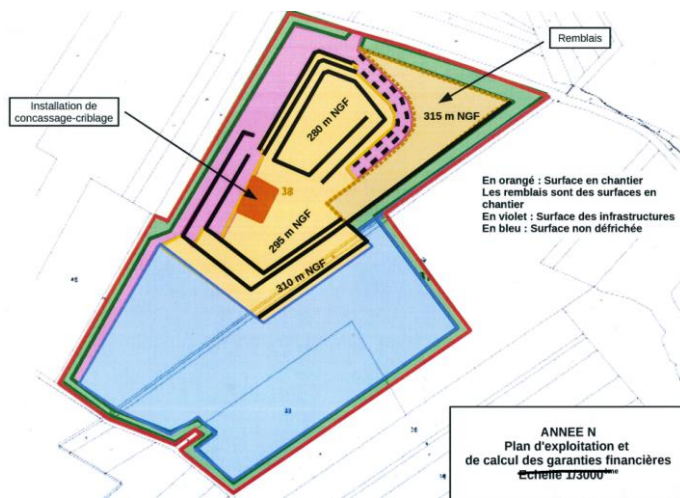 Remblais
Installation de
concassage-criblage
315 m NGF
280 m NGF
38
295 m NGF
310 m NGF
En orangé : Surface en chantier
Les remblais sont des surfaces en
chantier
En violet : Surface des infrastructures
En bleu : Surface non défrichée
ANNEE N
Plan d'exploitation et
de calcul des garanties financières
Echelle 1/3000